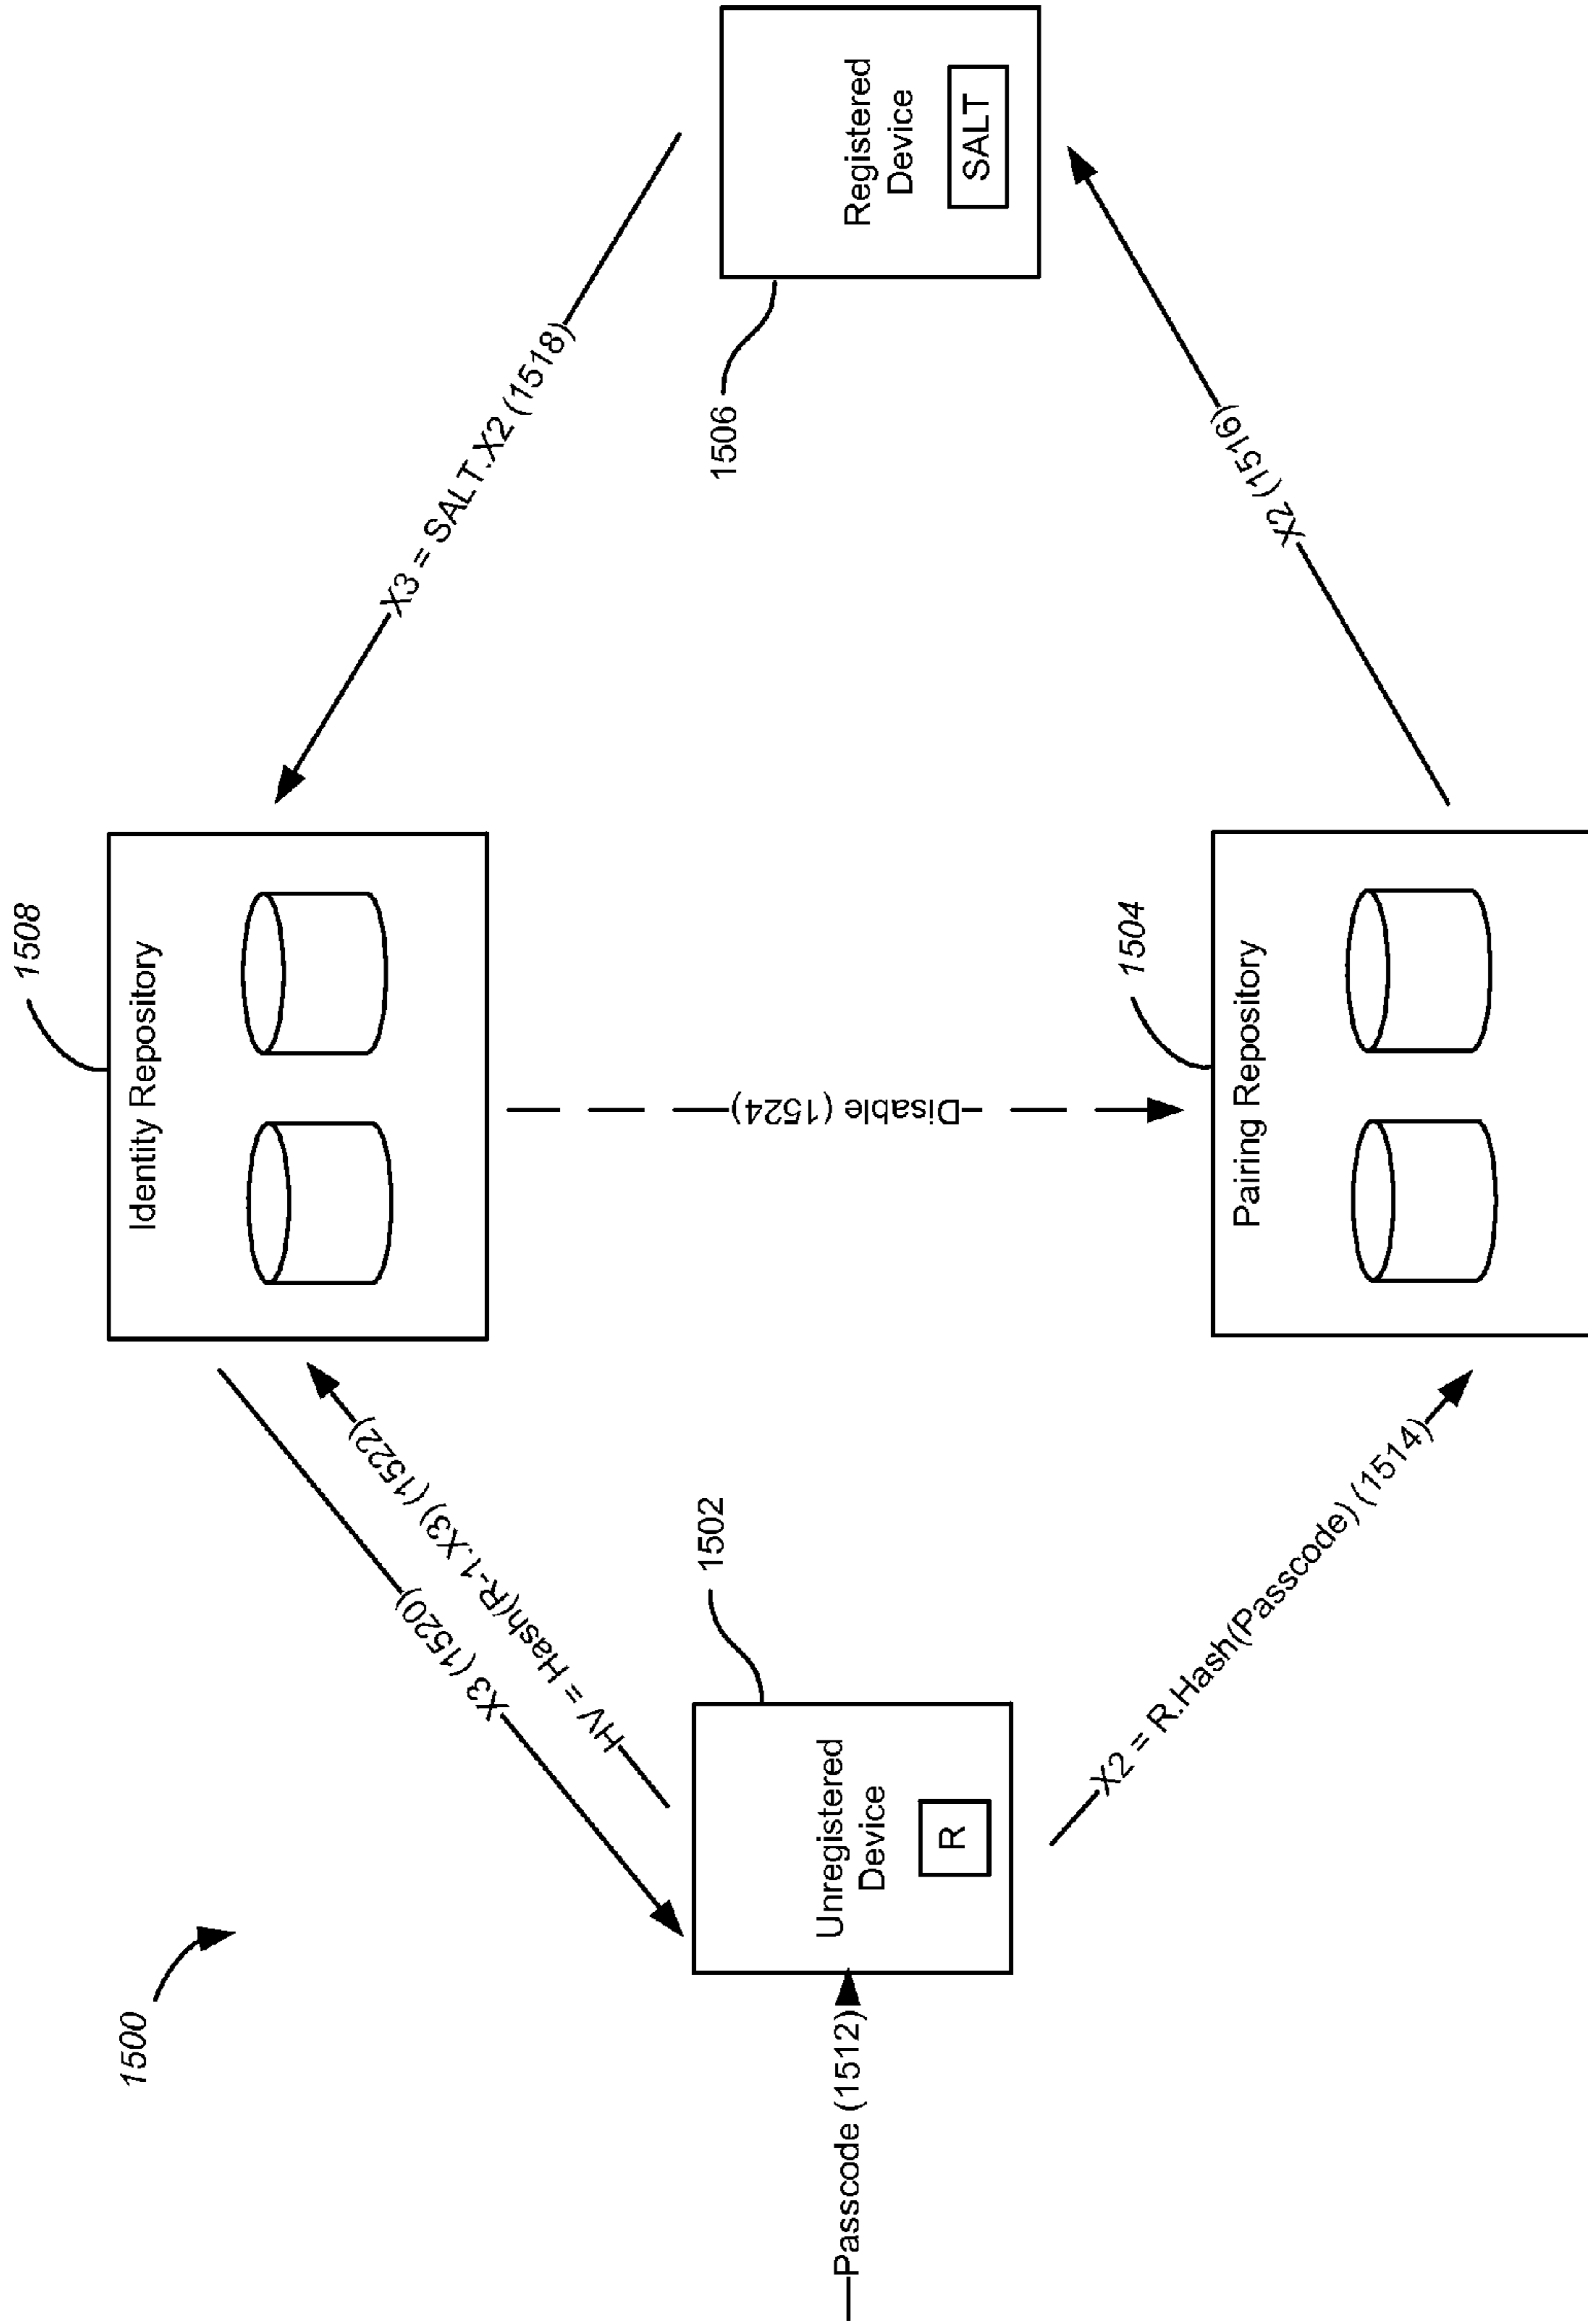 1500
1508
Identity Repository
X3 (1520)
HV = Hash(R-1.X3) (1522)
X3 = SALT.X2 (1518)
Passcode (1512)
Unregistered
Device
R
1502
Disable (1524)
1506
Registered
Device
SALT
X2 = R.Hash(Passcode) (1514)
X2 (1516)
1504
Pairing Repository